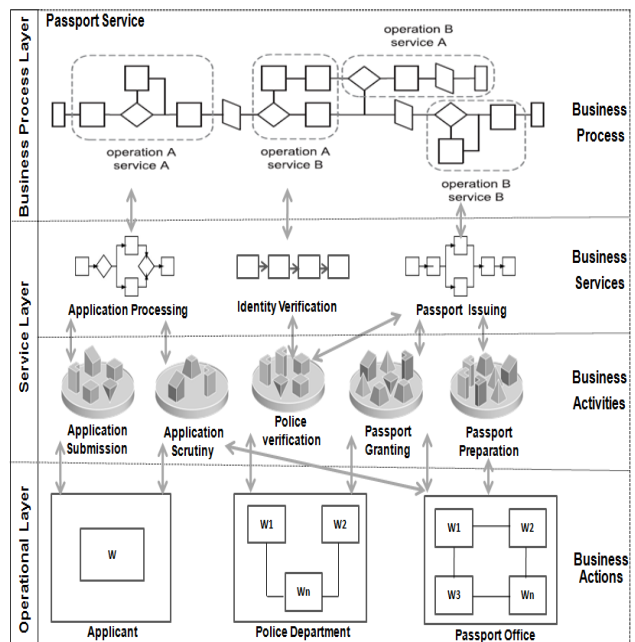 Passport Service
operation B
service A
Business Process Layer
Business
Process
operation A
service A
operation A
service B
operation B
service B
Service Layer
Business
Services
Application Processing
Identity Verification
Passport Issuing
Business
Activities
Application
Submission
Application
Scrutiny
Police
verification
Passport
Granting
Passport
Preparation
Operational Layer
W
W1
W2
Wn
W1
W2
W3
Wn
Business
Actions
Applicant
Police Department
Passport Office